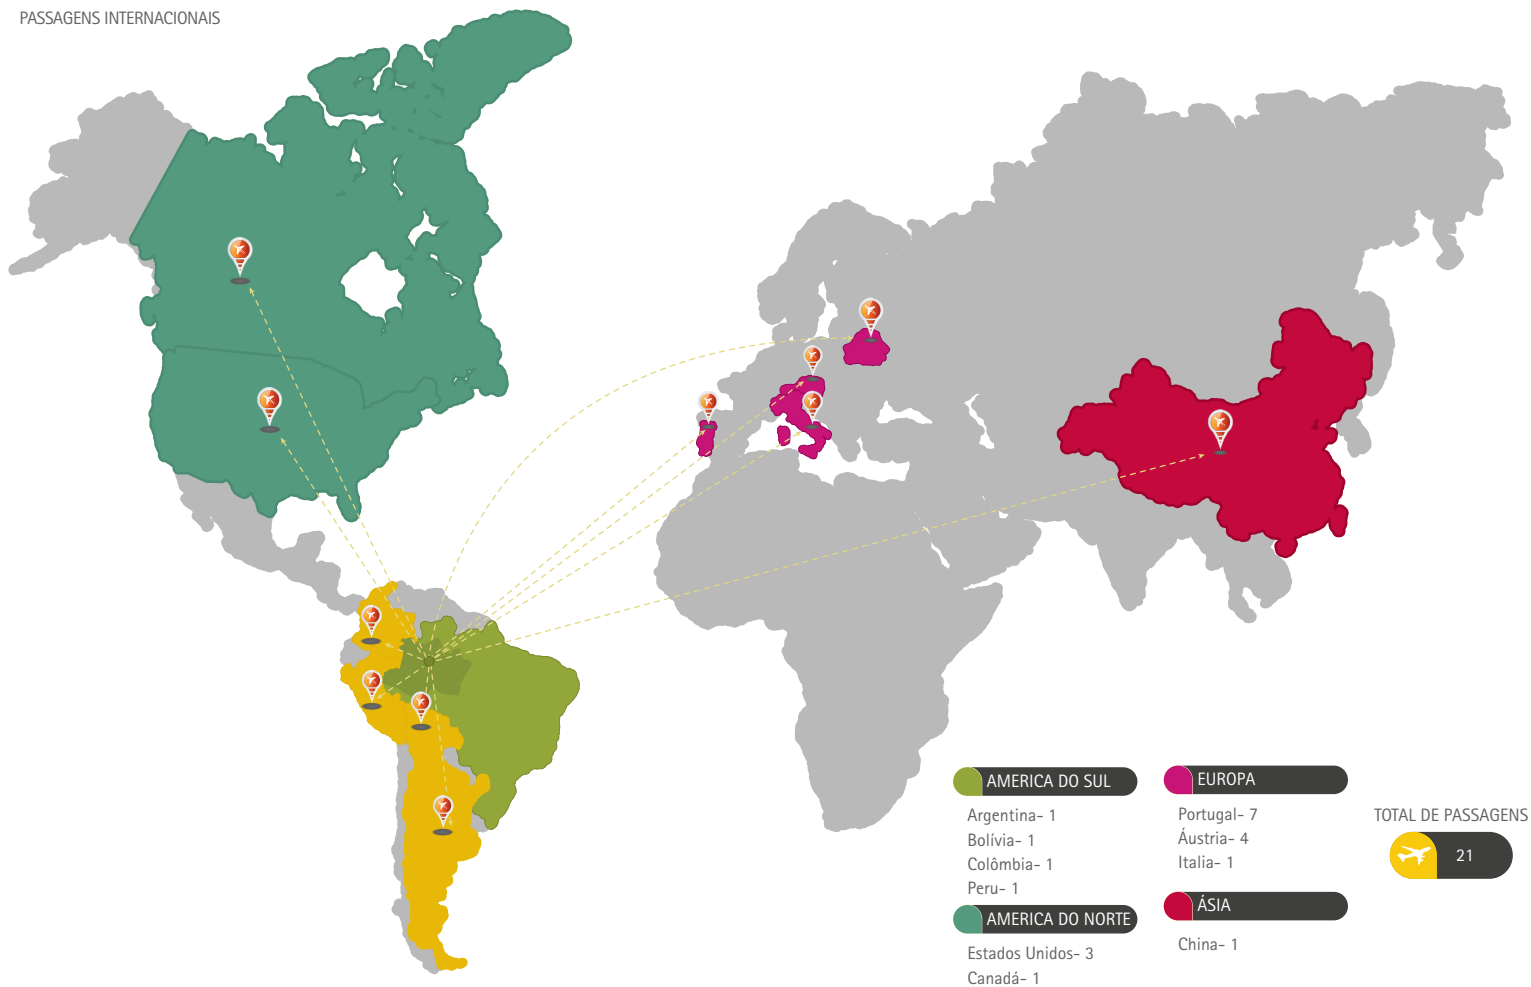 PASSAGENS INTERNACIONAIS
AMERICA DO SUL
Argentina- 1
Bolívia- 1
Colômbia- 1
Peru- 1
AMERICA DO NORTE
Estados Unidos- 3
Canadá- 1
EUROPA
Portugal- 7
Áustria- 4
Italia- 1
ÁSIA
China- 1
TOTAL DE PASSAGENS
21